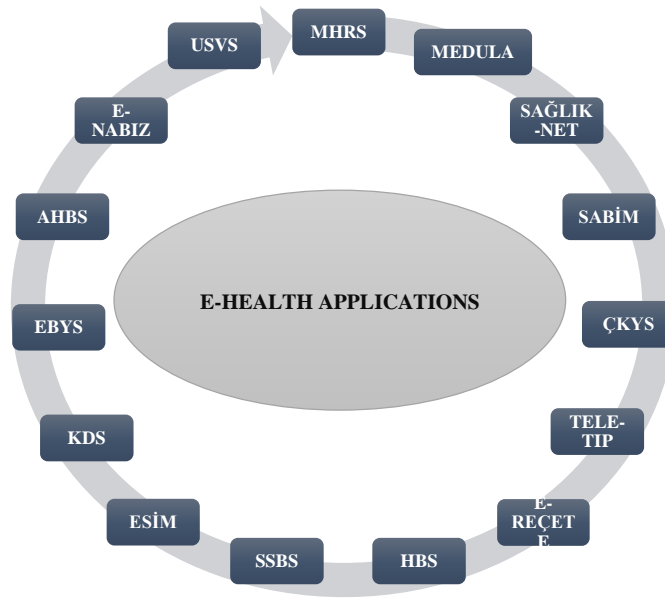 MHRS
MEDULA
SAĞLIK
-NET
SABİM
ÇKYS
TELE-
TIP
E-
REÇET
E
HBS
SSBS
ESİM
KDS
EBYS
AHBS
E-
NABIZ
USVS
E-HEALTH APPLICATIONS